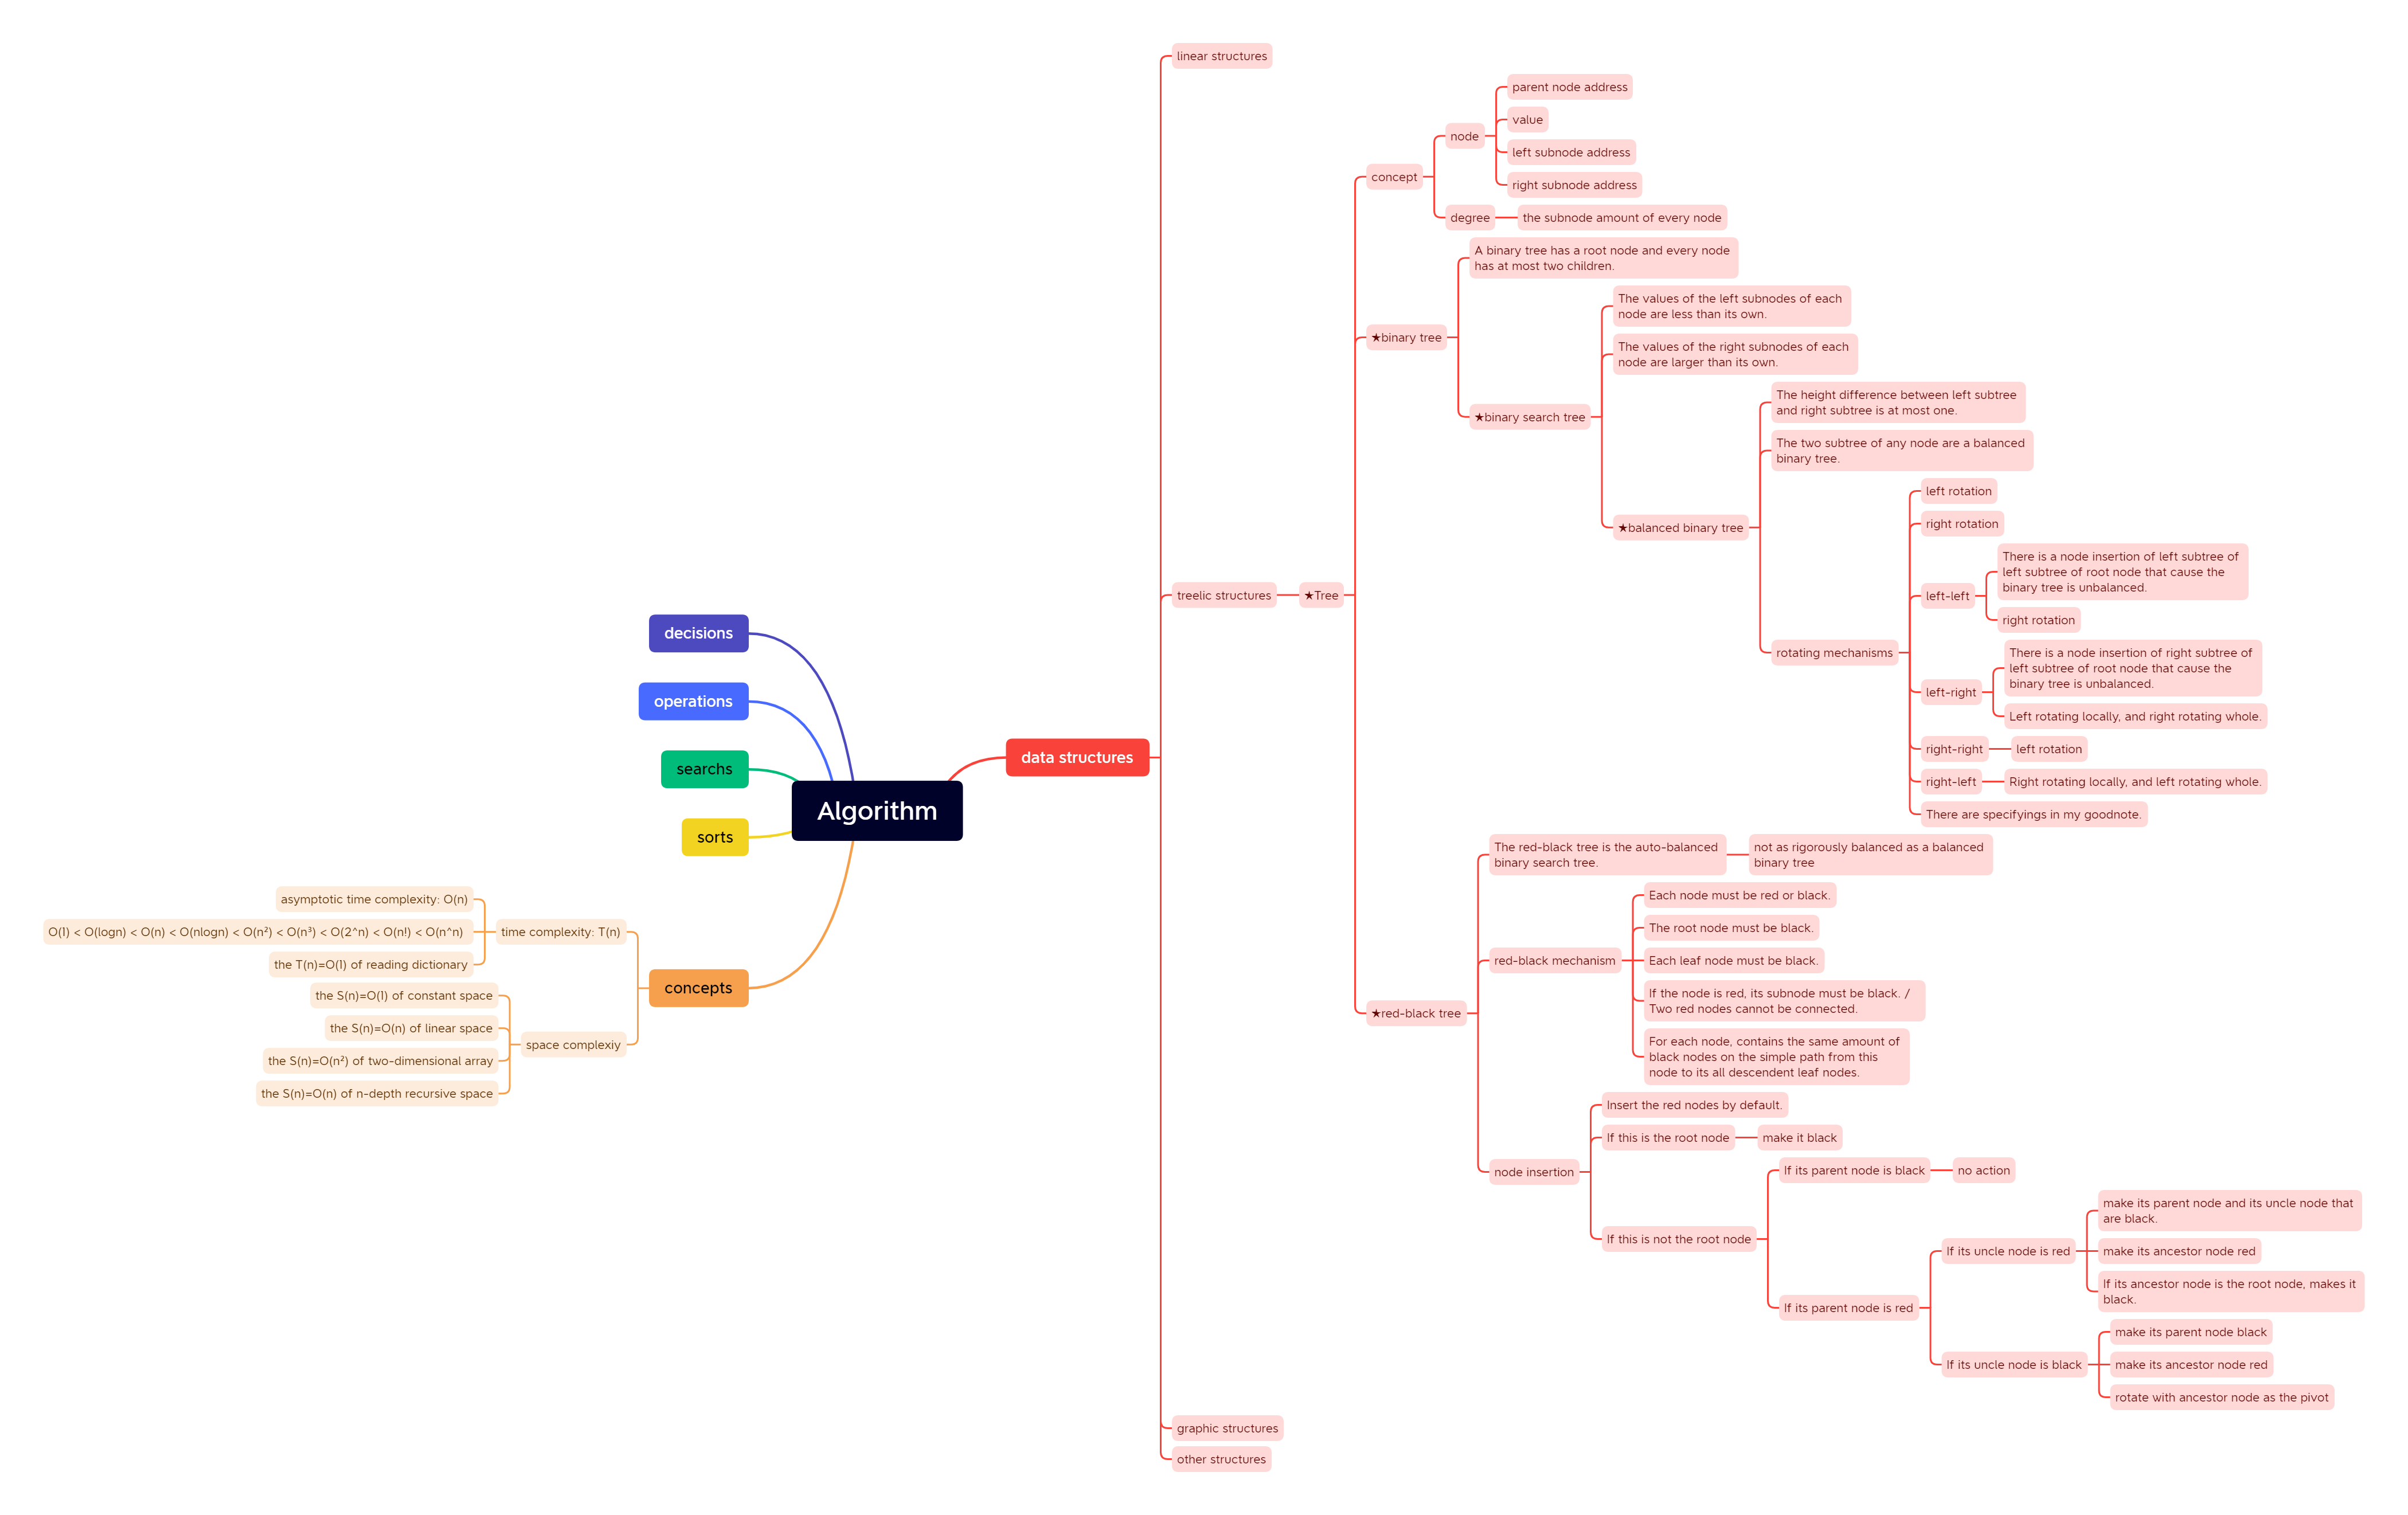 Algorithm
data structures
linear structures
treelic structures
★Tree
concept
node
parent node address
value
left subnode address
right subnode address
degree
the subnode amount of every node
★binary tree
A binary tree has a root node and every node
has at most two children.
★binary search tree
The values of the left subnodes of each
node are less than its own.
The values of the right subnodes of each
node are larger than its own.
★balanced binary tree
The height difference between left subtree
and right subtree is at most one.
The two subtree of any node are a balanced
binary tree.
rotating mechanisms
left rotation
right rotation
left-left
There is a node insertion of left subtree of
left subtree of root node that cause the
binary tree is unbalanced.
right rotation
left-right
There is a node insertion of right subtree of
left subtree of root node that cause the
binary tree is unbalanced.
Left rotating locally, and right rotating whole.
right-right
left rotation
right-left
Right rotating locally, and left rotating whole.
There are specifyings in my goodnote.
★red-black tree
The red-black tree is the auto-balanced
binary search tree.
not as rigorously balanced as a balanced
binary tree
red-black mechanism
Each node must be red or black.
The root node must be black.
Each leaf node must be black.
If the node is red, its subnode must be black. /
Two red nodes cannot be connected.
For each node, contains the same amount of
black nodes on the simple path from this
node to its all descendent leaf nodes.
node insertion
Insert the red nodes by default.
If this is the root node
make it black
If this is not the root node
If its parent node is black
no action
If its parent node is red
If its uncle node is red
make its parent node and its uncle node that
are black.
make its ancestor node red
If its ancestor node is the root node, makes it
black.
If its uncle node is black
make its parent node black
make its ancestor node red
rotate with ancestor node as the pivot
graphic structures
other structures
decisions
operations
searchs
sorts
concepts
time complexity: T(n)
asymptotic time complexity: O(n)
O(1) < O(logn) < O(n) < O(nlogn) < O(n²) < O(n³) < O(2^n) < O(n!) < O(n^n)
the T(n)=O(1) of reading dictionary
space complexiy
the S(n)=O(1) of constant space
the S(n)=O(n) of linear space
the S(n)=O(n²) of two-dimensional array
the S(n)=O(n) of n-depth recursive space